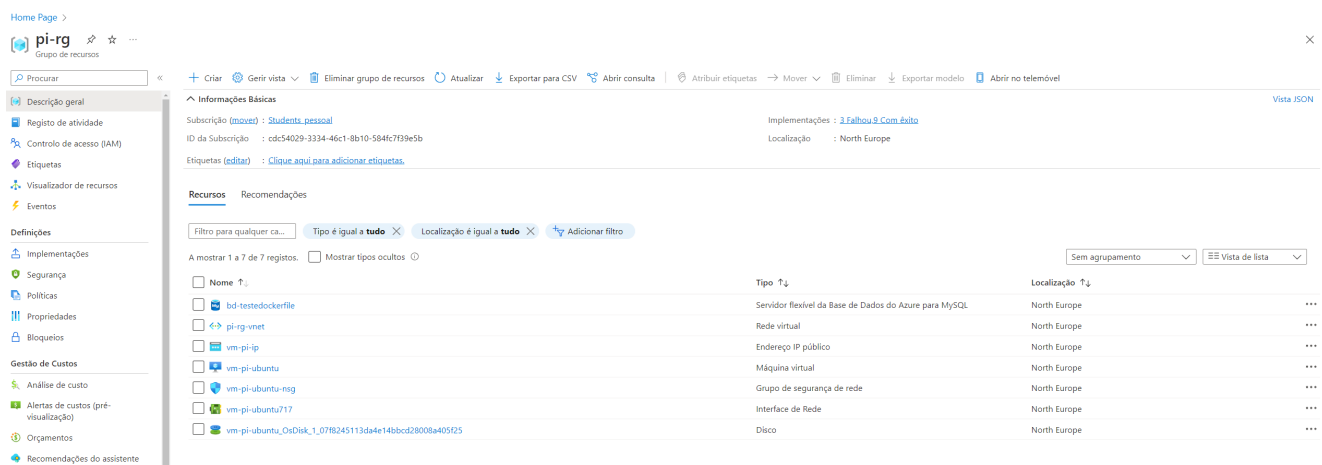 Home Page >
pi-rg
Grupo de recursos
Procurar
Descrição geral
Registo de atividade
Controlo de acesso (IAM)
Etiquetas
Visualizador de recursos
Eventos
Definições
Implementações
Segurança
Políticas
Propriedades
Bloqueios
Gestão de Custos
Análise de custo
Alertas de custos (pré-
visualização)
Orçamentos
Recomendações do assistente
Criar Gerir vista Eliminar grupo de recursos Atualizar Exportar para CSV Abrir consulta Atribuir etiquetas Mover Eliminar Exportar modelo Abrir no telemóvel
Informações Básicas Vista JSON
Subscrição (mover) : Students_pessoal Implementações : 3 Falhou,9 Com êxito
ID da Subscrição : cdc54029-3334-46c1-8b10-584fc7f39e5b Localização : North Europe
Etiquetas (editar) : Clique aqui para adicionar etiquetas.
Recursos Recomendações
Filtro para qualquer ca... Tipo é igual a tudo Localização é igual a tudo Adicionar filtro
A mostrar 1 a 7 de 7 registos. Mostrar tipos ocultos Sem agrupamento Vista de lista
Nome Tipo Localização
bd-testedockerfile Servidor flexível da Base de Dados do Azure para MySQL North Europe
pi-rg-vnet Rede virtual North Europe
vm-pi-ip Endereço IP público North Europe
vm-pi-ubuntu Máquina virtual North Europe
vm-pi-ubuntu-nsg Grupo de segurança de rede North Europe
vm-pi-ubuntu717 Interface de Rede North Europe
vm-pi-ubuntu_OsDisk_1_07f8245113da4e14bbcd28008a405f25 Disco North Europe